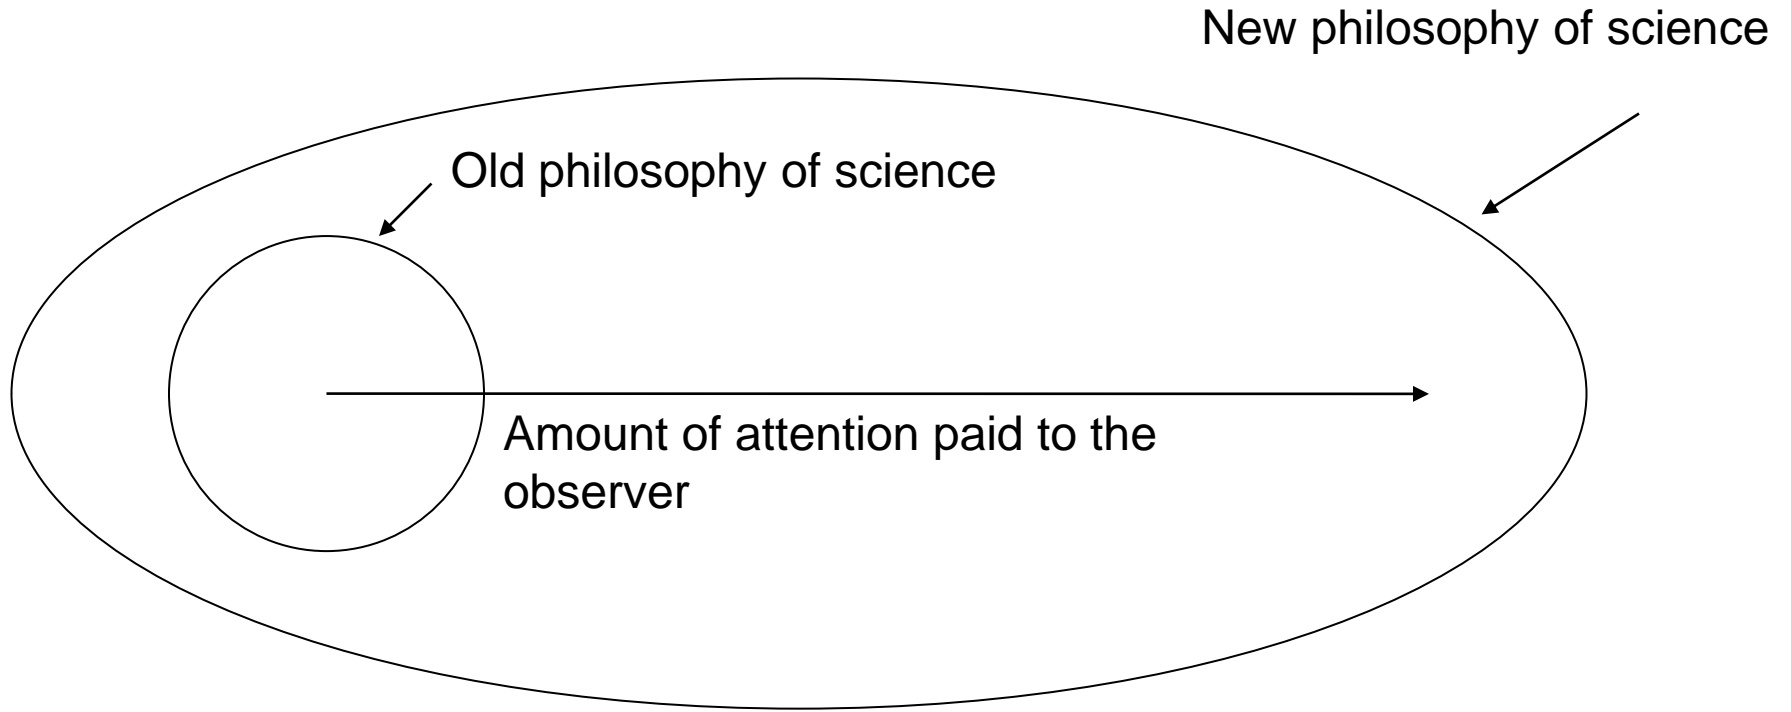 New philosophy of science
Old philosophy of science
Amount of attention paid to the
observer